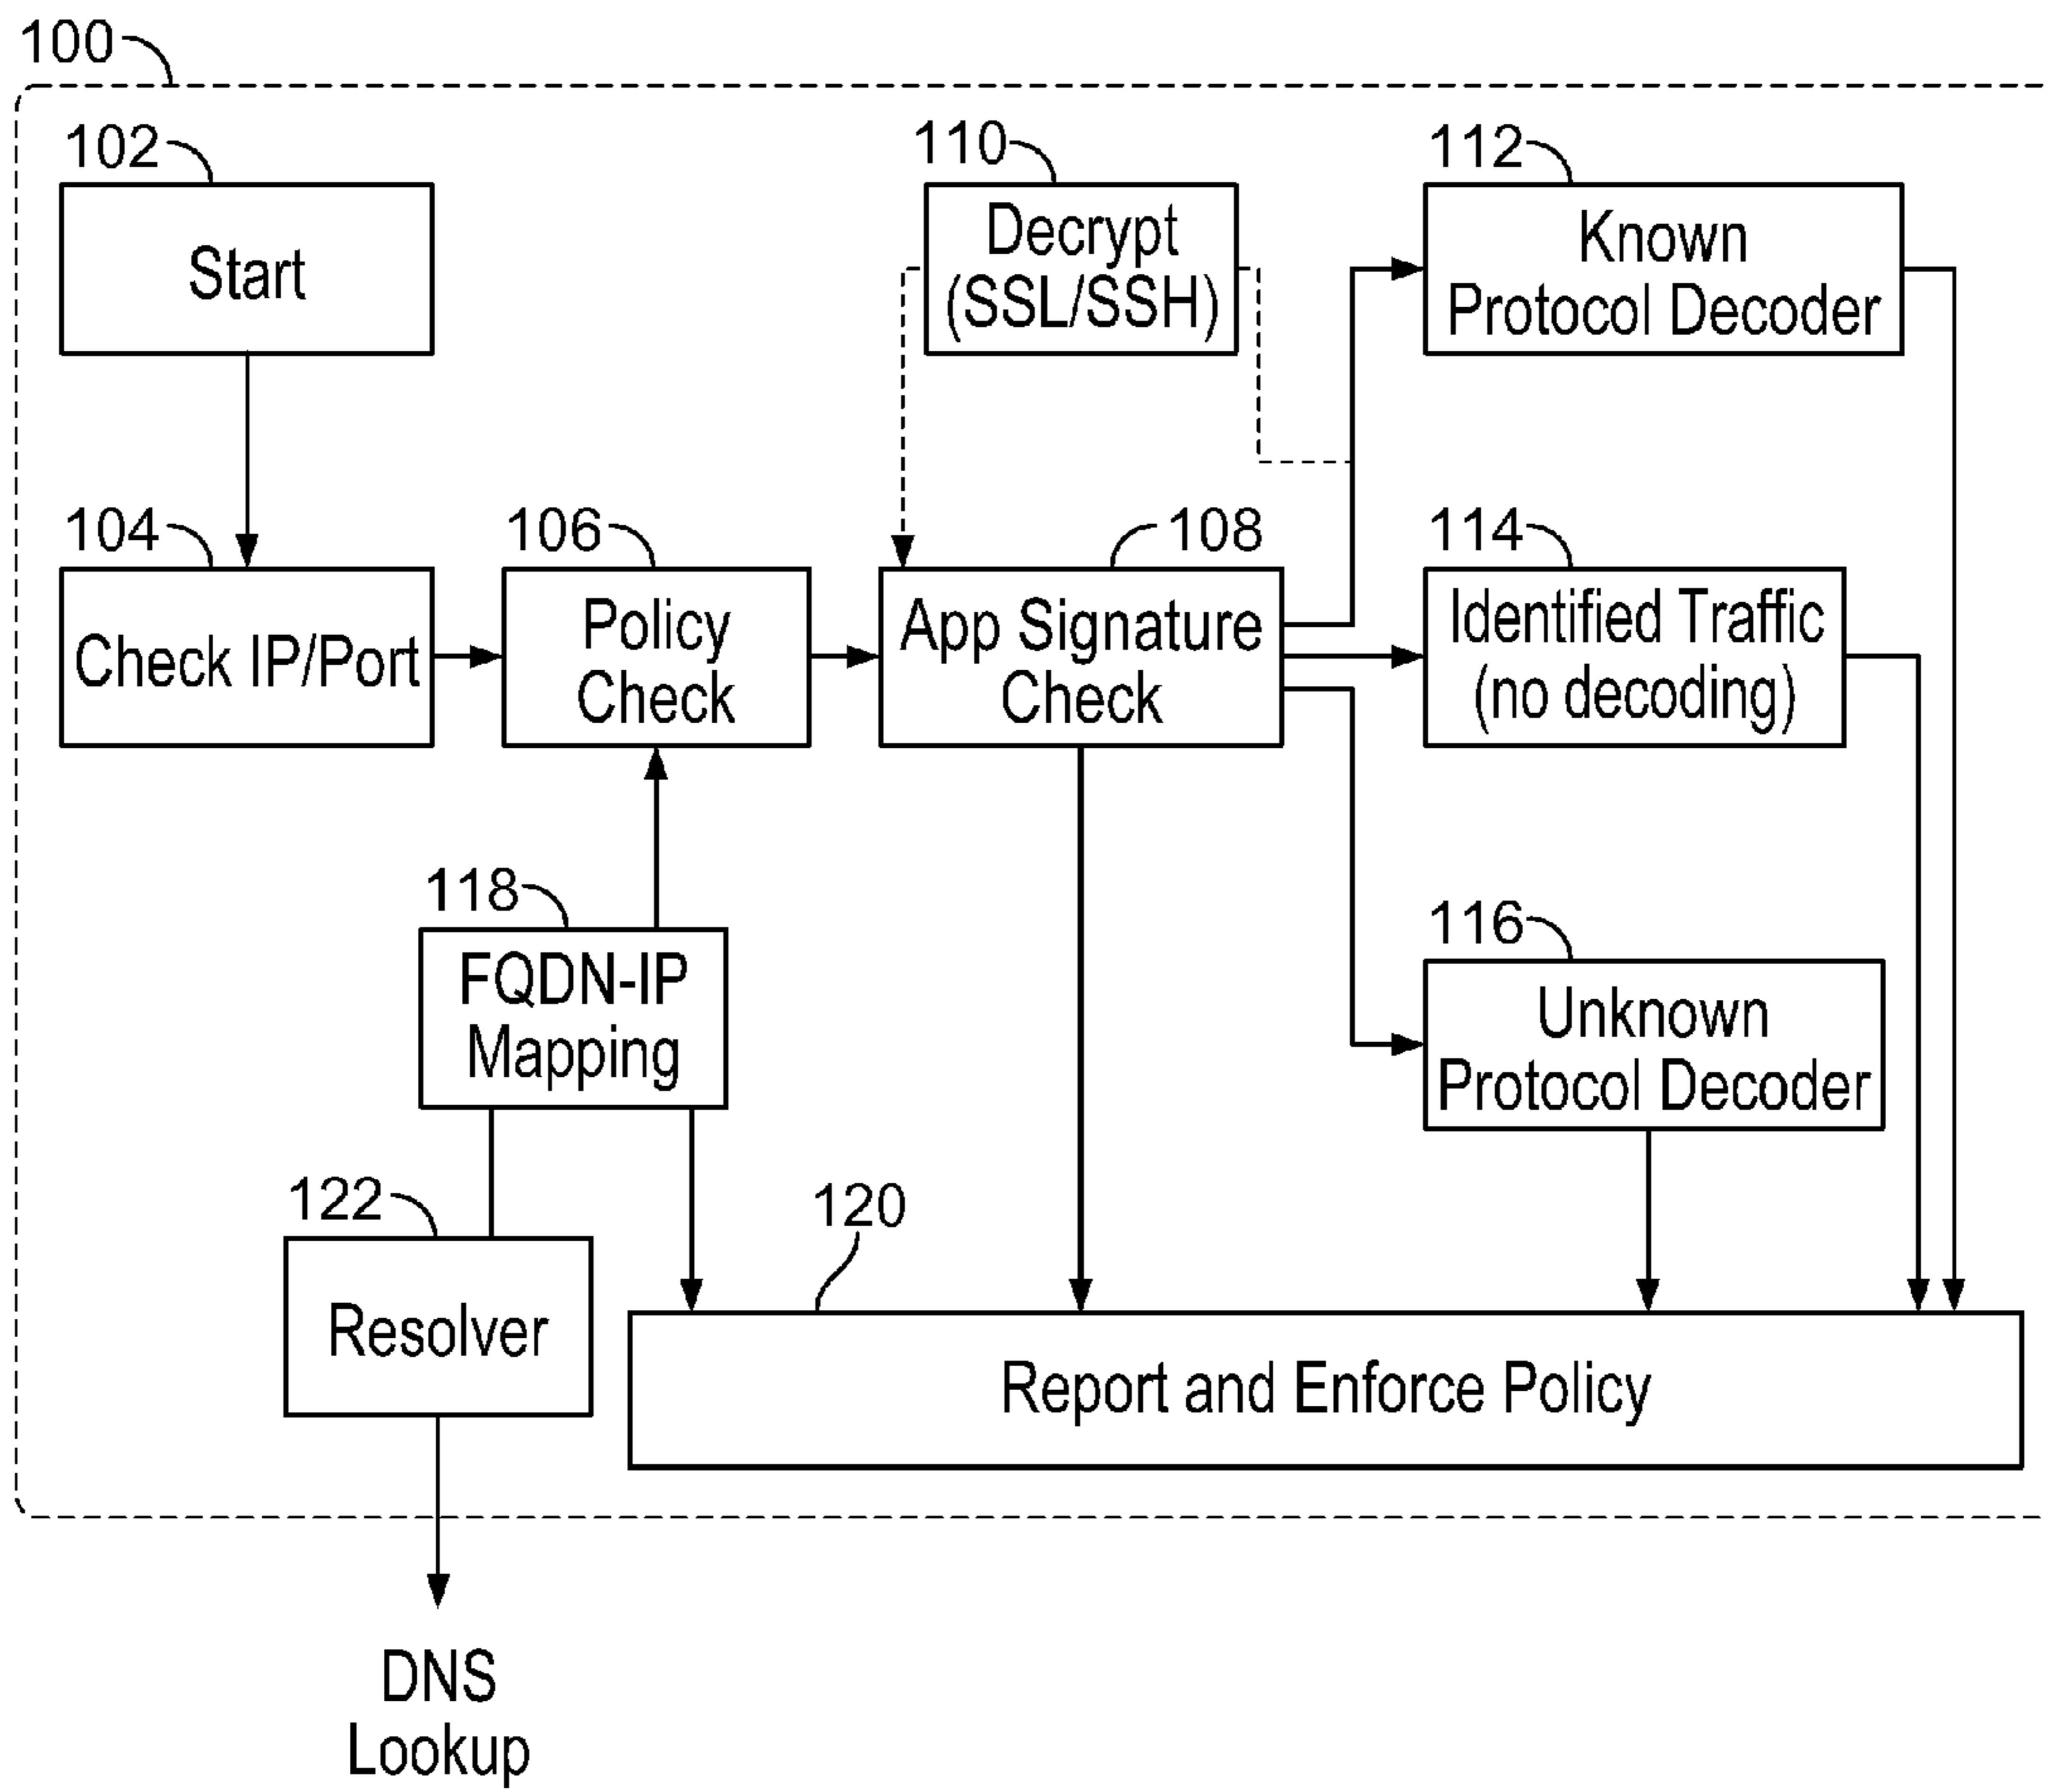 100
102
Start
110
Decrypt
(SSL/SSH)
112
Known
Protocol Decoder
104
Check IP/Port
106
Policy
Check
108
App Signature
Check
114
Identified Traffic
(no decoding)
118
FQDN-IP
Mapping
116
Unknown
Protocol Decoder
122
Resolver
120
Report and Enforce Policy
DNS
Lookup